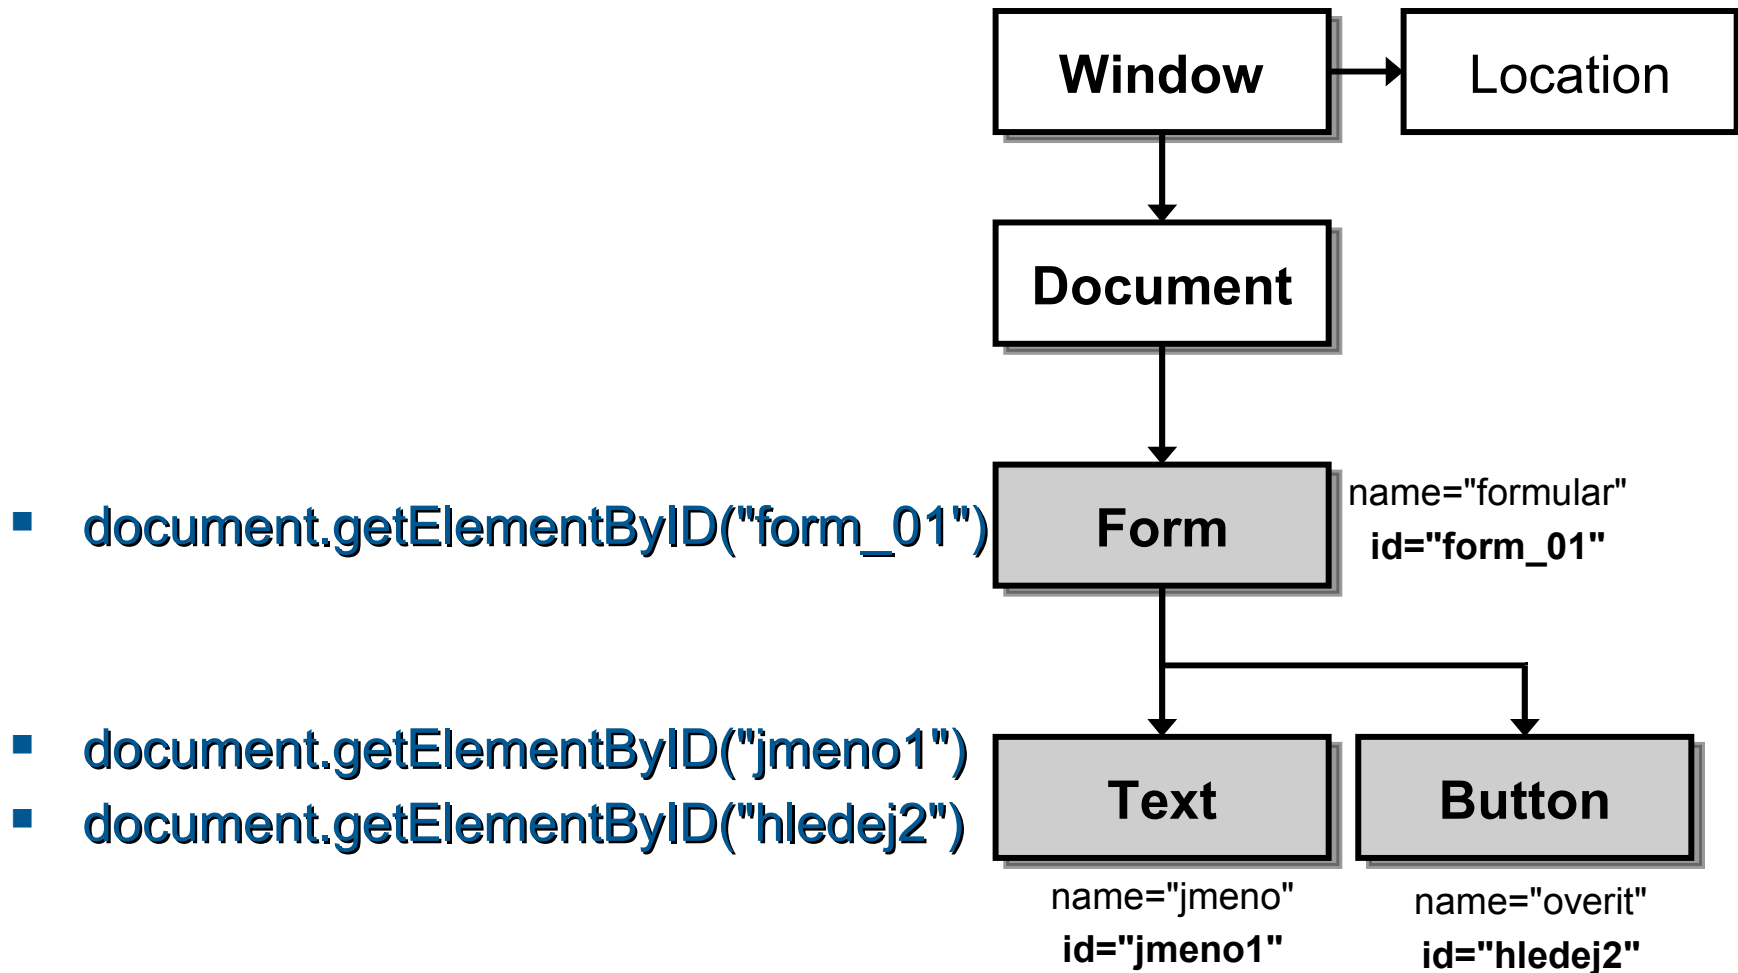 Window
Location
Document
document.getElementByID("form_01")
Form
name="formular"
id="form_01"
document.getElementByID("jmeno1")
document.getElementByID("hledej2")
Text
Button
name="jmeno"
id="jmeno1"
name="overit"
id="hledej2"